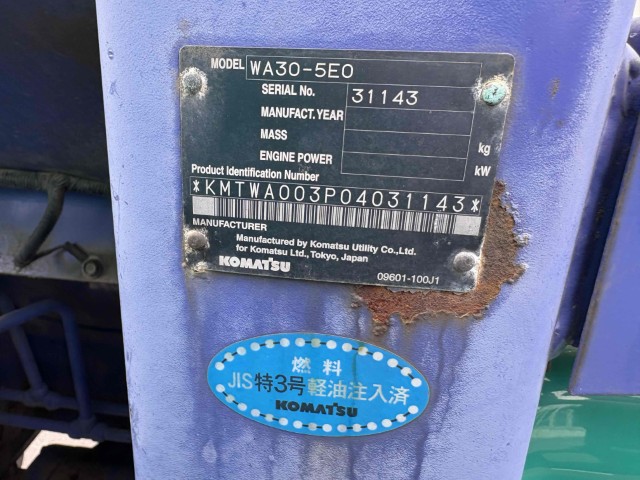 MODEL WA30-5E0
SERIAL No. 31143
MANUFACT.YEAR
MASS kg
ENGINE POWER kW
Product Identification Number
*KMTWA003P04031143*
MANUFACTURER
Manufactured by Komatsu Utility Co.,Ltd.
for Komatsu Ltd., Tokyo, Japan
KOMATSU 09601-100J1
燃料
JIS特3号軽油注入済
KOMATSU